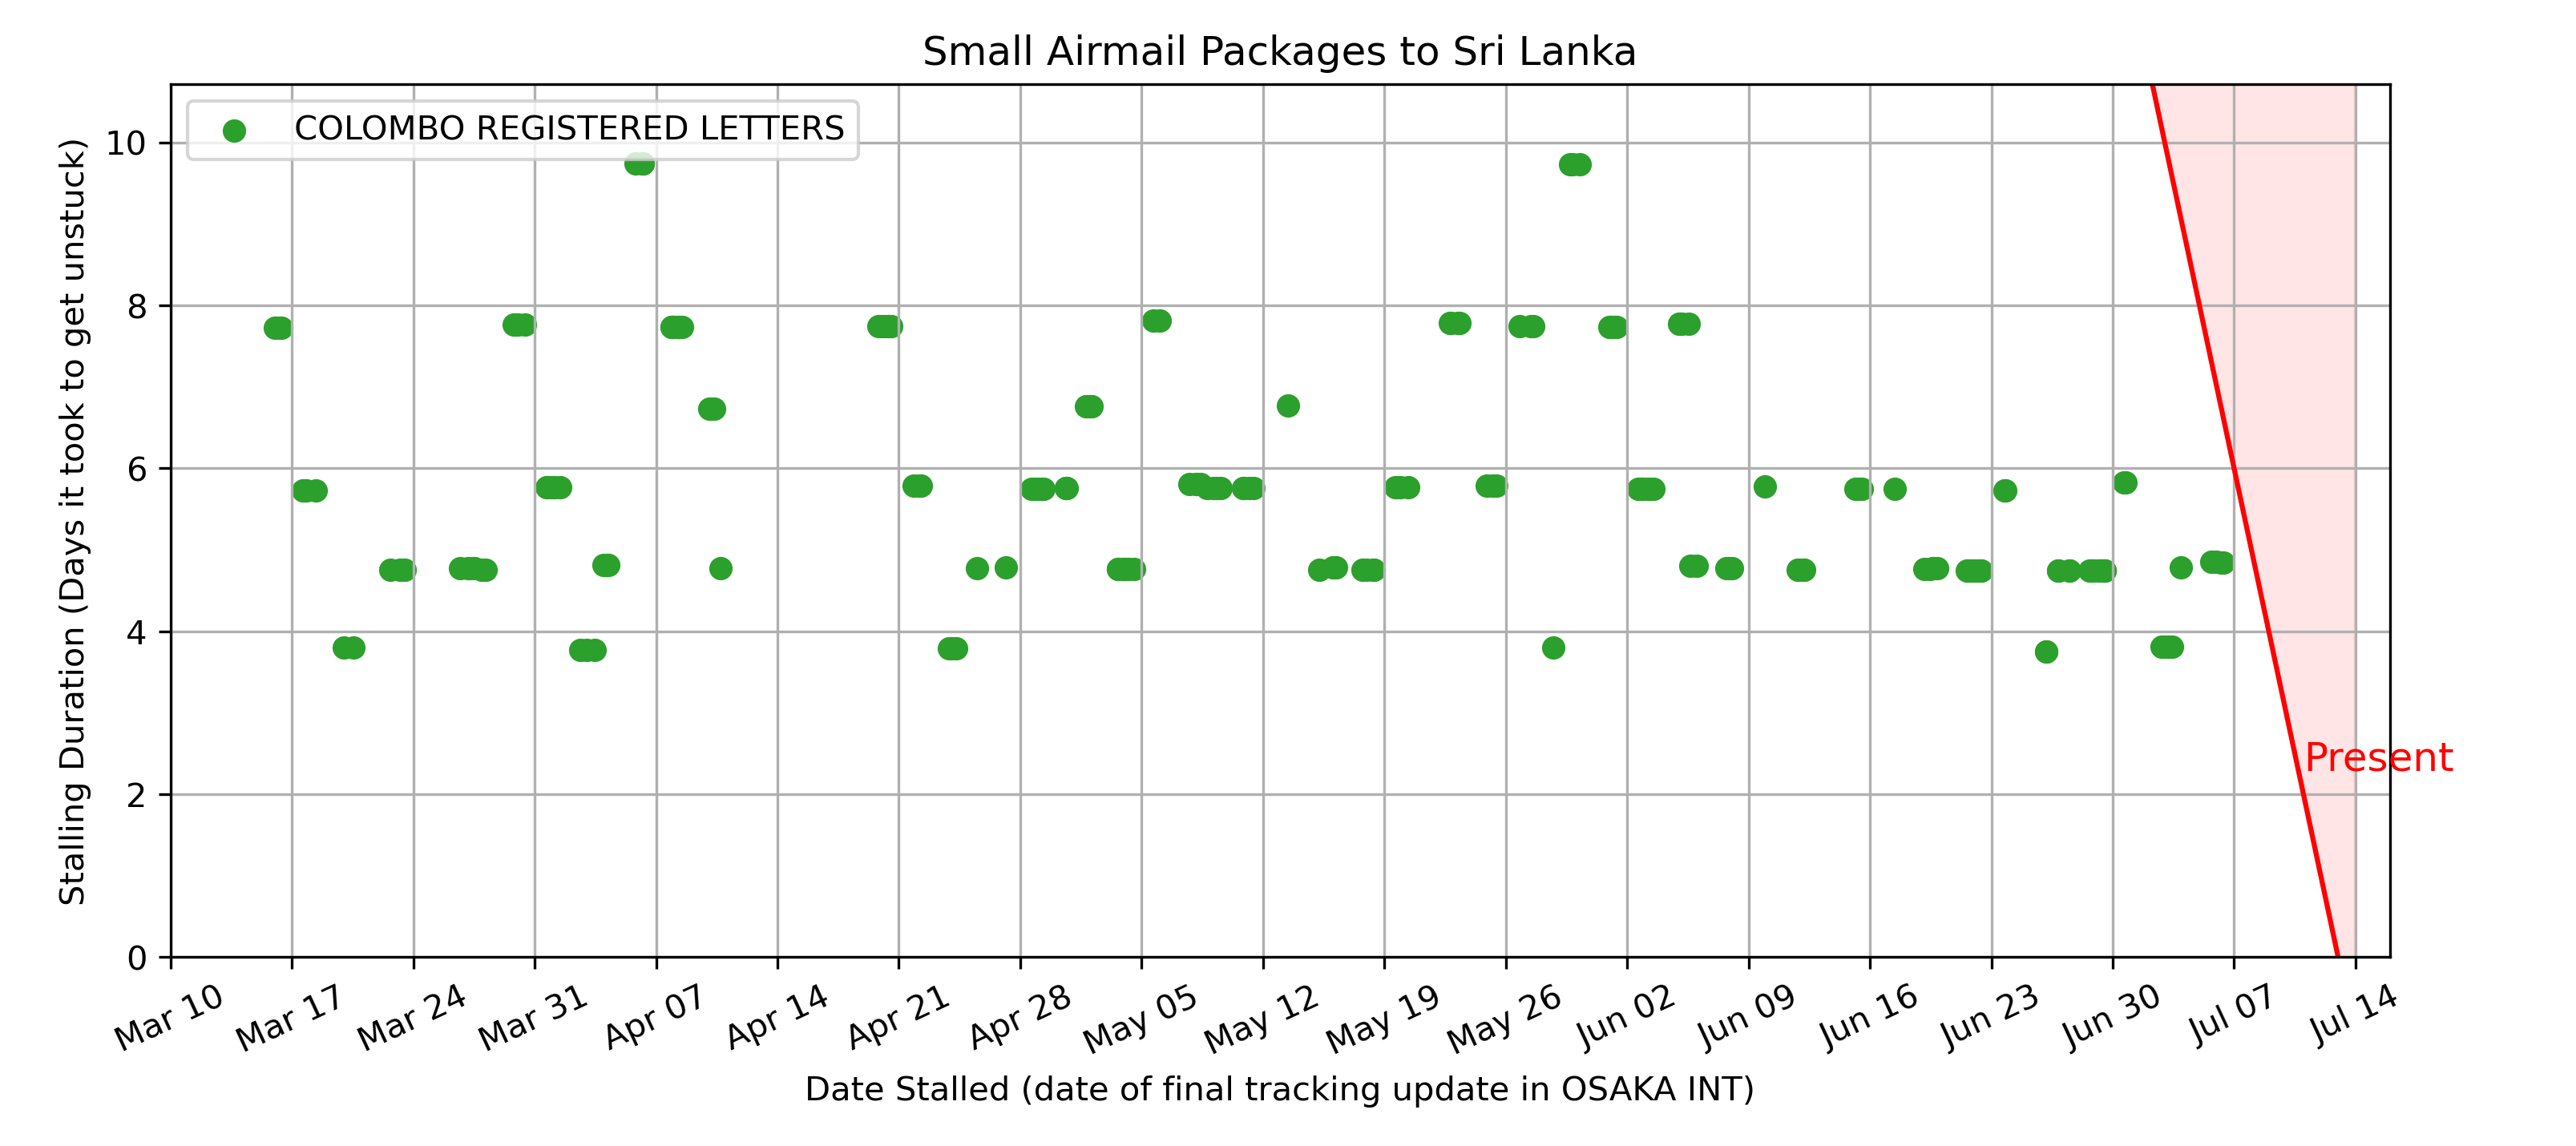 Small Airmail Packages to Sri Lanka
COLOMBO REGISTERED LETTERS
Stalling Duration (Days it took to get unstuck)
10
8
6
4
2
0
Present
Mar 10
Mar 17
Mar 24
Mar 31
Apr 07
Apr 14
Apr 21
Apr 28
May 05
May 12
May 19
May 26
Jun 02
Jun 09
Jun 16
Jun 23
Jun 30
Jul 07
Jul 14
Date Stalled (date of final tracking update in OSAKA INT)